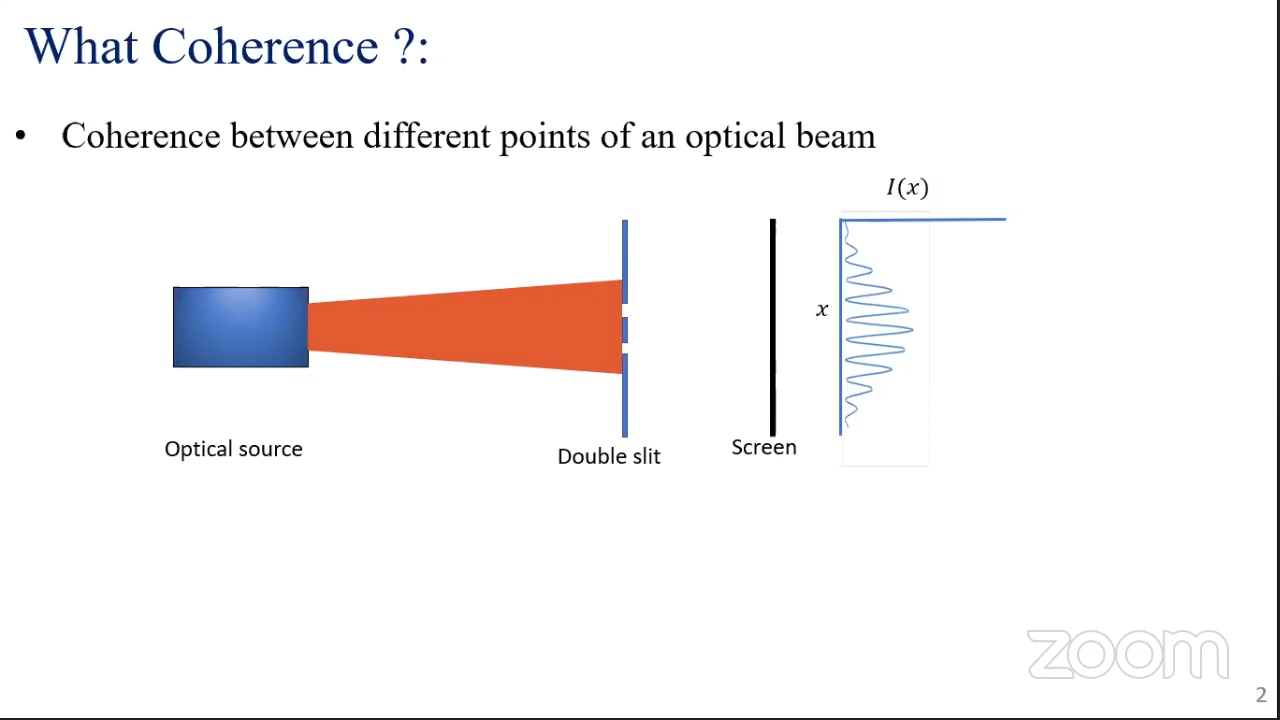 What Coherence ?:
• Coherence between different points of an optical beam
I(x)
x
Optical source
Double slit
Screen
zoom
2